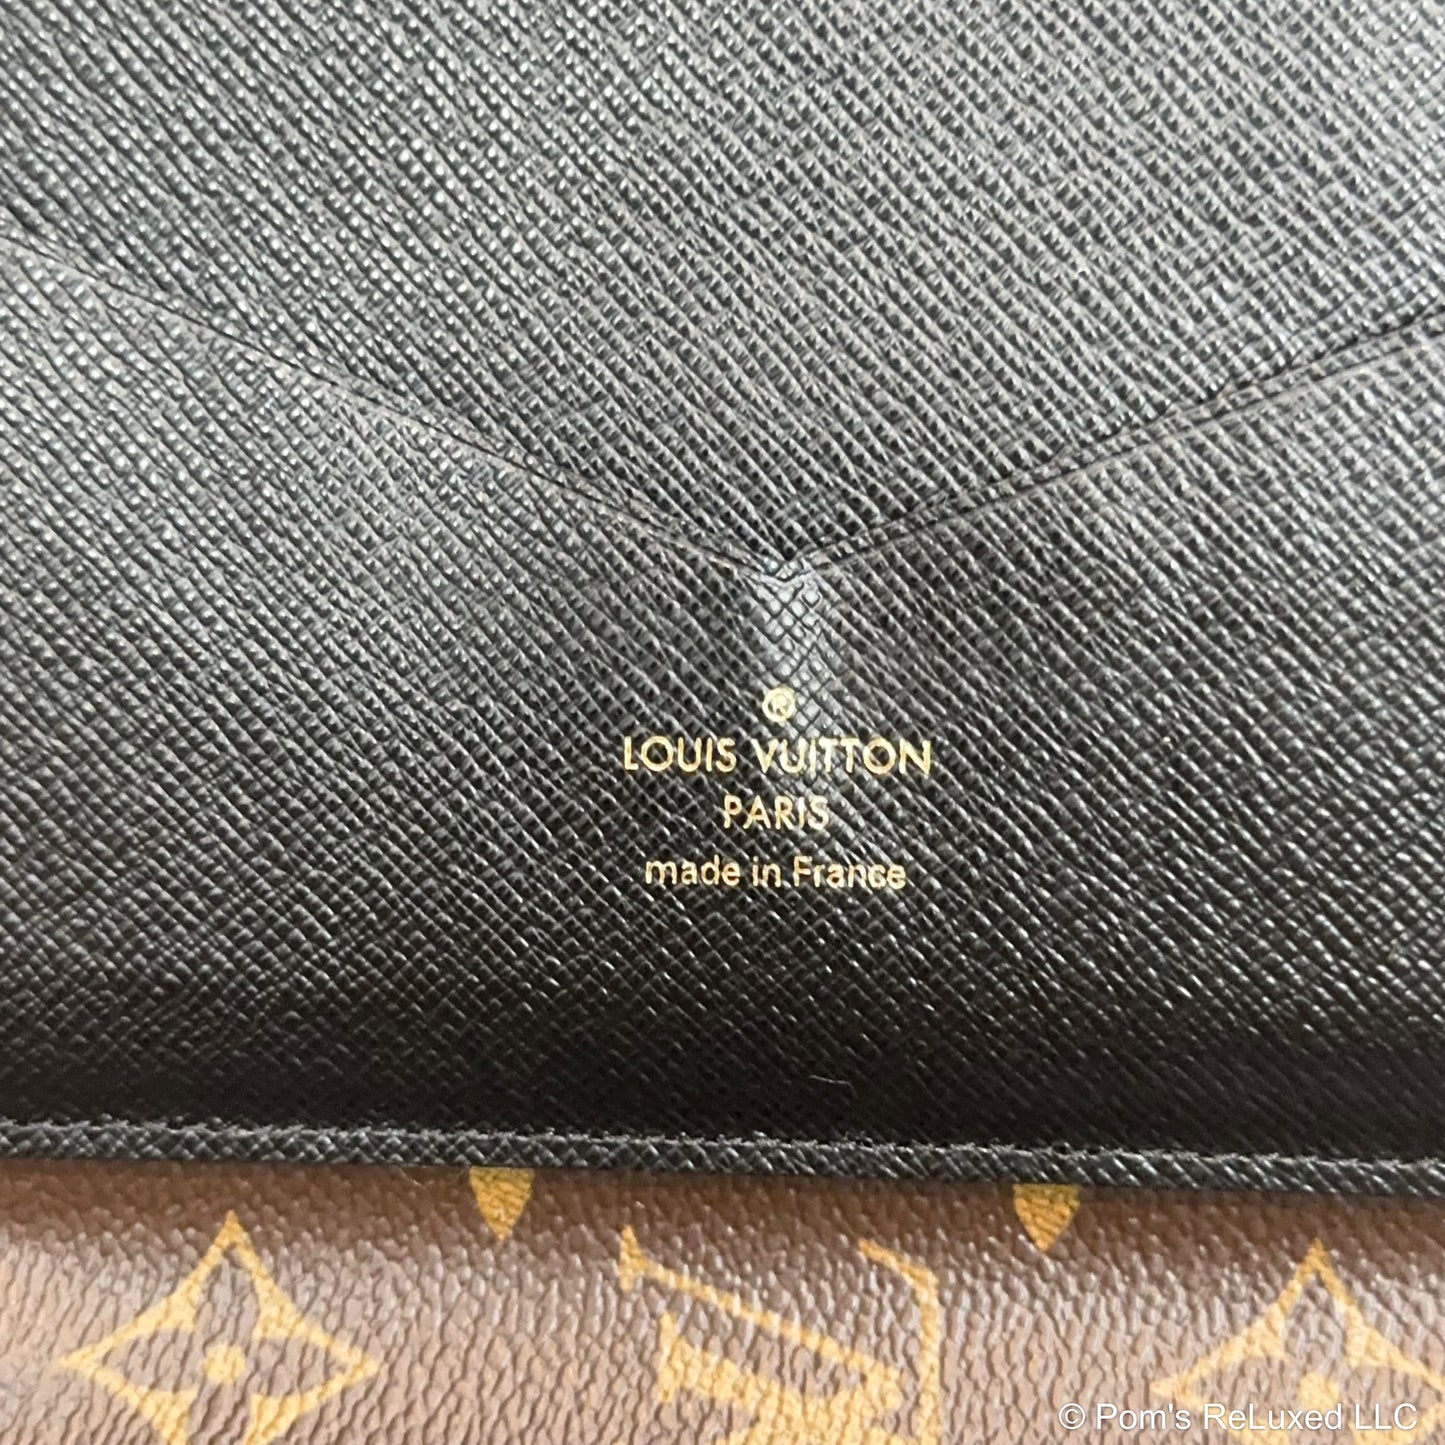 ®
LOUIS VUITTON
PARIS
made in France
© Pom's ReLuxed LLC